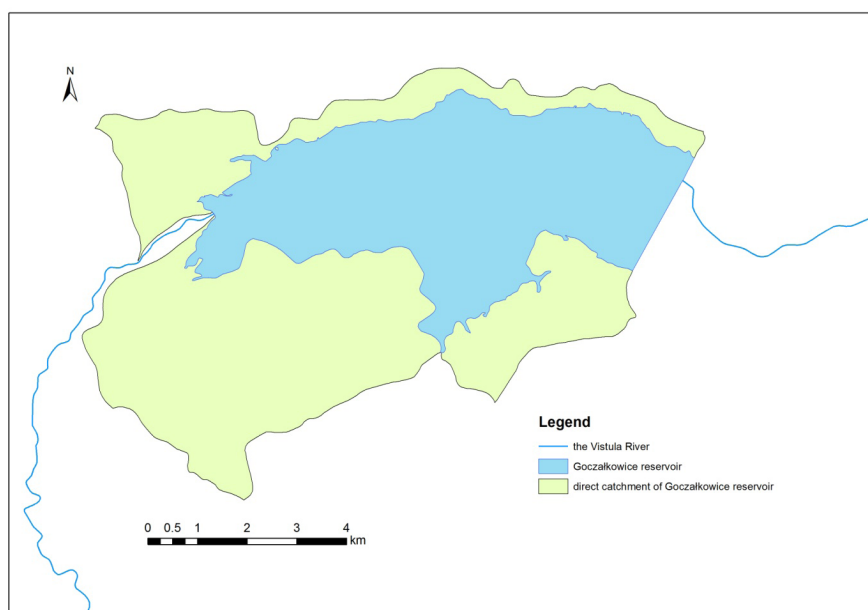 N
Legend
the Vistula River
Goczałkowice reservoir
direct catchment of Goczałkowice reservoir
0 0.5 1 2 3 4
km